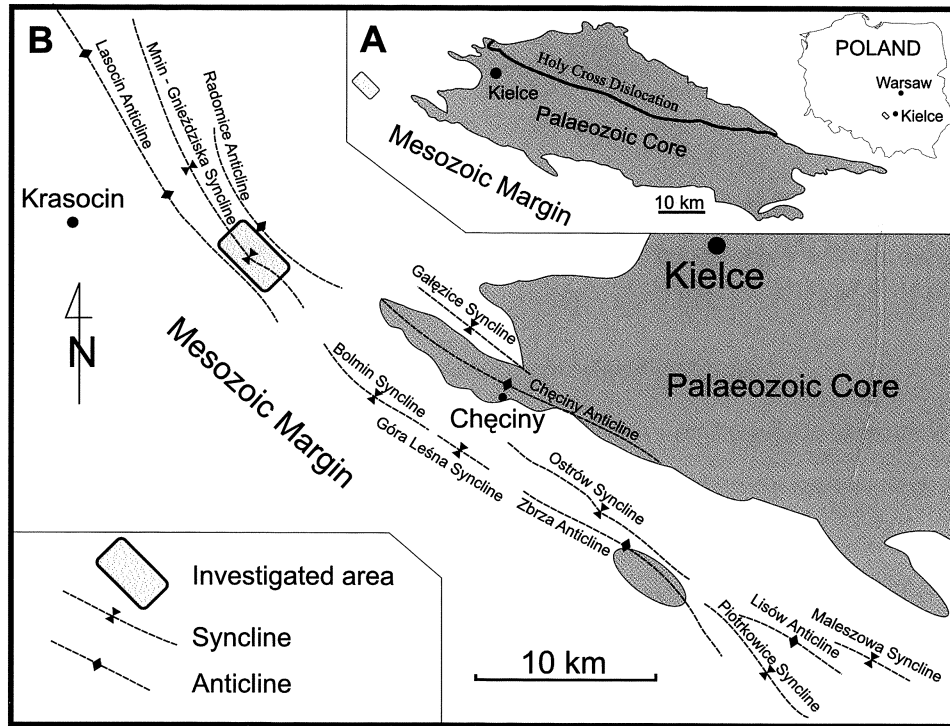 B
Lasocin Anticline
Mnin - Gnieździska Syncline
Radomice Anticline
Krasocin
N
Mesozoic Margin
A
Holy Cross Dislocation
Kielce
Palaeozoic Core
Mesozoic Margin
10 km
POLAND
Warsaw
Kielce
Kielce
Gałęzice Syncline
Palaeozoic Core
Bolmin Syncline
Chęciny Anticline
Chęciny
Góra Leśna Syncline
Ostrów Syncline
Zbrza Anticline
Piotrkowice Syncline
Lisów Anticline
Maleszowa Syncline
10 km
Investigated area
Syncline
Anticline